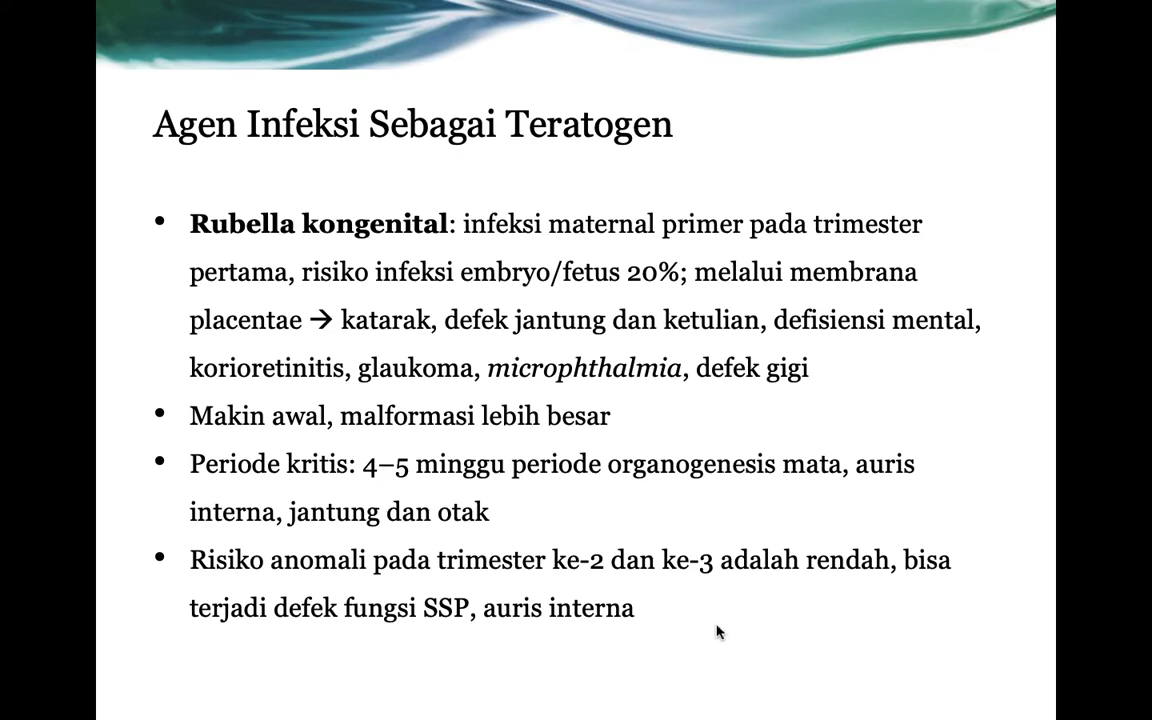 Agen Infeksi Sebagai Teratogen
• Rubella kongenital: infeksi maternal primer pada trimester
pertama, risiko infeksi embryo/fetus 20%; melalui membrana
placentae → katarak, defek jantung dan ketulian, defisiensi mental,
korioretinitis, glaukoma, microphthalmia, defek gigi
• Makin awal, malformasi lebih besar
• Periode kritis: 4–5 minggu periode organogenesis mata, auris
interna, jantung dan otak
• Risiko anomali pada trimester ke-2 dan ke-3 adalah rendah, bisa
terjadi defek fungsi SSP, auris interna